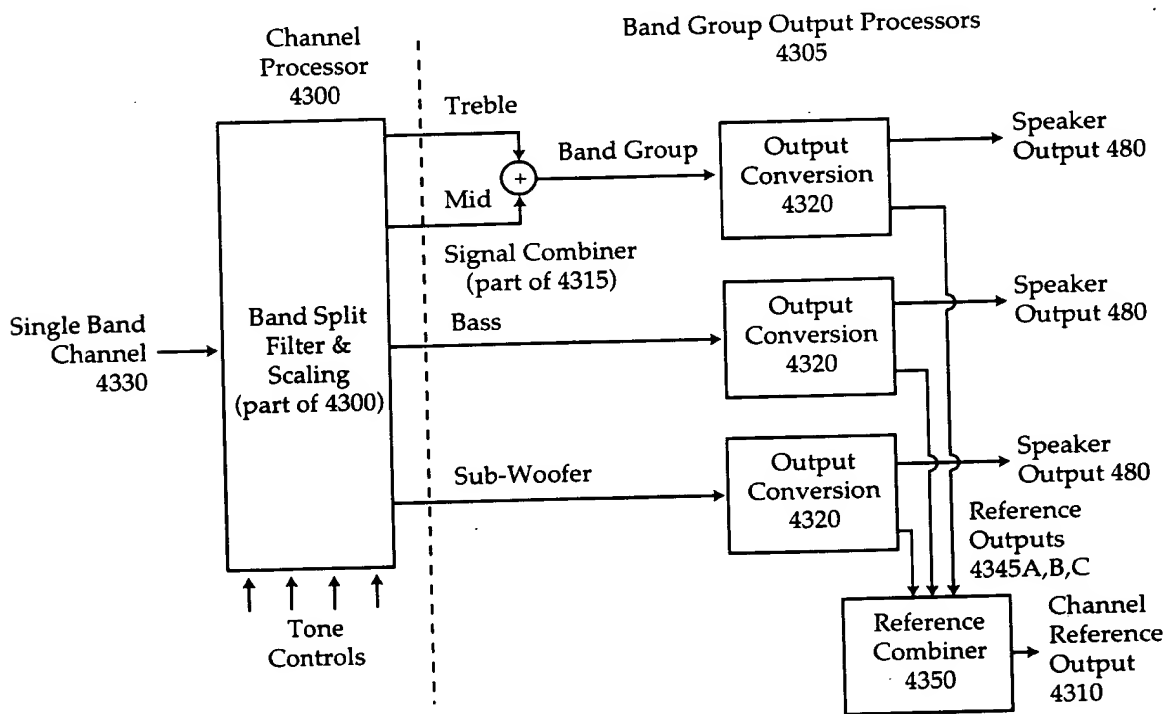 Channel
Processor
4300
Band Group Output Processors
4305
Treble
+
Mid
Band Group
Output
Conversion
4320
Speaker
Output 480
Signal Combiner
(part of 4315)
Single Band
Channel
4330
Band Split
Filter &
Scaling
(part of 4300)
Bass
Output
Conversion
4320
Speaker
Output 480
Sub-Woofer
Output
Conversion
4320
Speaker
Output 480
Reference
Outputs
4345A,B,C
Tone
Controls
Reference
Combiner
4350
Channel
Reference
Output
4310